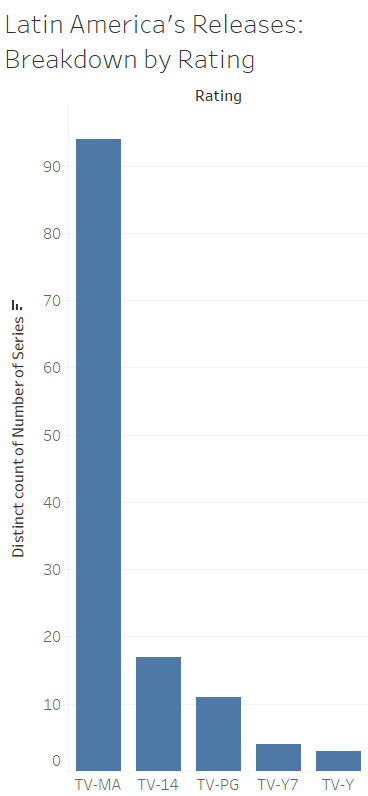 Latin America's Releases:
Breakdown by Rating
Rating
Distinct count of Number of Series
90
80
70
60
50
40
30
20
10
0
TV-MA TV-14 TV-PG TV-Y7 TV-Y